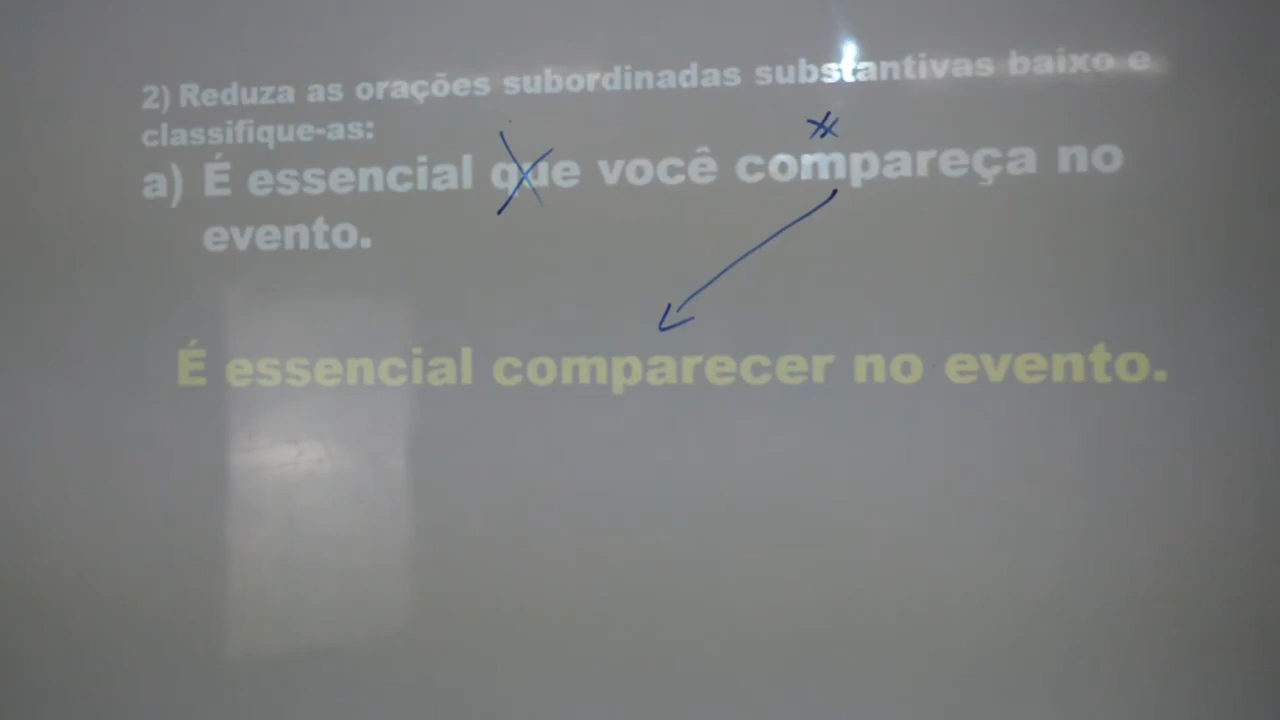 2) Reduza as orações subordinadas substantivas baixo e
classifique-as:
a) É essencial que você compareça no
evento.
É essencial comparecer no evento.